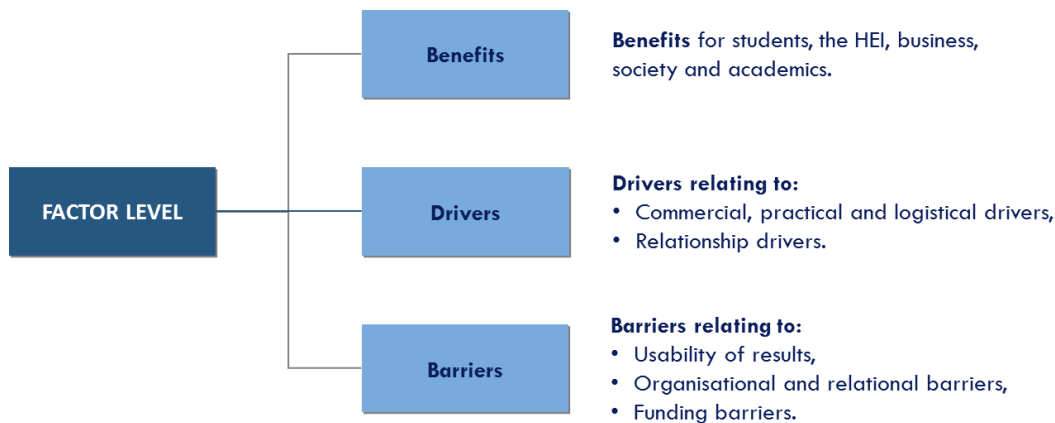 Benefits
Benefits for students, the HEI, business,
society and academics.
FACTOR LEVEL
Drivers
Drivers relating to:
• Commercial, practical and logistical drivers,
• Relationship drivers.
Barriers
Barriers relating to:
• Usability of results,
• Organisational and relational barriers,
• Funding barriers.